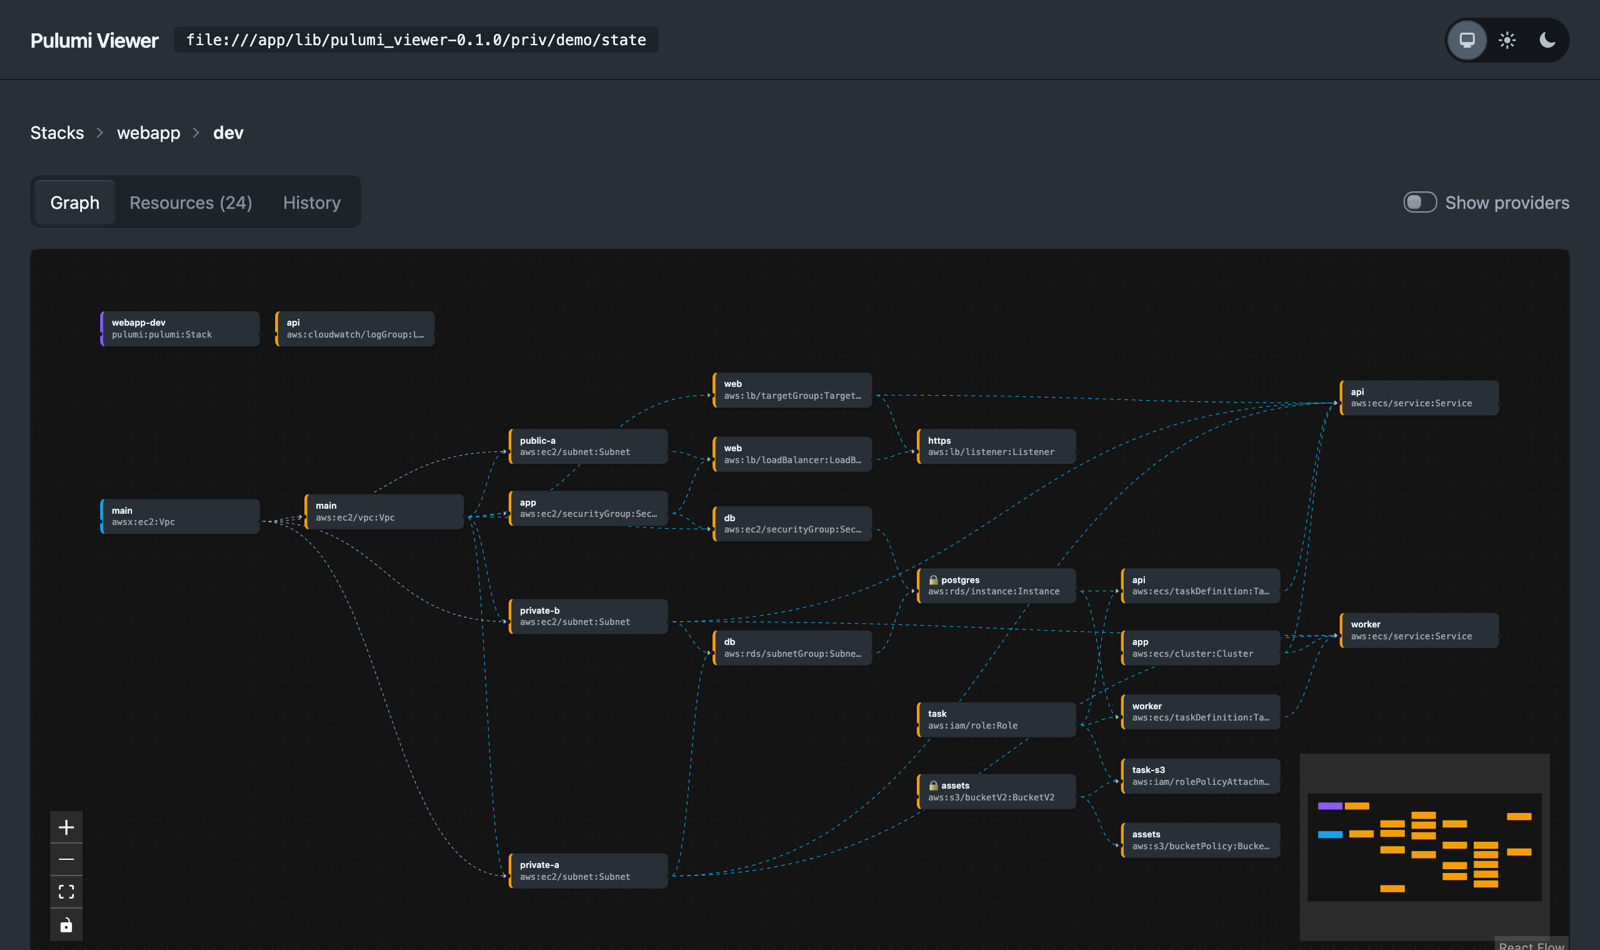 Pulumi Viewer
file:///app/lib/pulumi_viewer-0.1.0/priv/demo/state
Stacks
webapp
dev
Graph
Resources (24)
History
Show providers
webapp-dev
pulumi:pulumi:Stack
api
aws:cloudwatch/logGroup:L…
web
aws:lb/targetGroup:Target…
api
aws:ecs/service:Service
public-a
aws:ec2/subnet:Subnet
web
aws:lb/loadBalancer:LoadB…
https
aws:lb/listener:Listener
main
awsx:ec2:Vpc
main
aws:ec2/vpc:Vpc
app
aws:ec2/securityGroup:Sec…
db
aws:ec2/securityGroup:Sec…
postgres
aws:rds/instance:Instance
api
aws:ecs/taskDefinition:Ta…
private-b
aws:ec2/subnet:Subnet
db
aws:rds/subnetGroup:Subne…
app
aws:ecs/cluster:Cluster
worker
aws:ecs/service:Service
task
aws:iam/role:Role
worker
aws:ecs/taskDefinition:Ta…
assets
aws:s3/bucketV2:BucketV2
task-s3
aws:iam/rolePolicyAttachm…
assets
aws:s3/bucketPolicy:Bucke…
private-a
aws:ec2/subnet:Subnet
React Flow